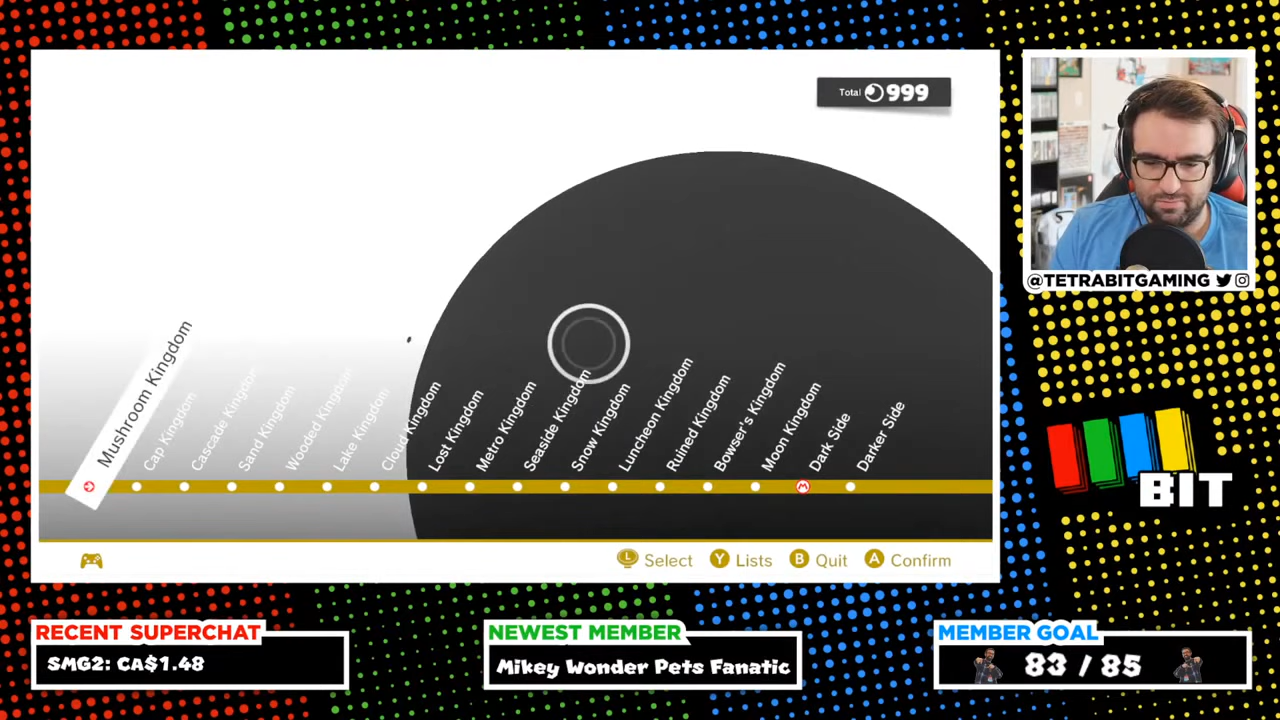 Total 999
Mushroom Kingdom
Cap Kingdom
Cascade Kingdom
Sand Kingdom
Wooded Kingdom
Lake Kingdom
Cloud Kingdom
Lost Kingdom
Metro Kingdom
Seaside Kingdom
Snow Kingdom
Luncheon Kingdom
Ruined Kingdom
Bowser's Kingdom
Moon Kingdom
Dark Side
Darker Side
L Select Y Lists B Quit A Confirm
@TETRABITGAMING
BIT
RECENT SUPERCHAT
SMG2: CA$1.48
NEWEST MEMBER
Mikey Wonder Pets Fanatic
MEMBER GOAL
83 / 85